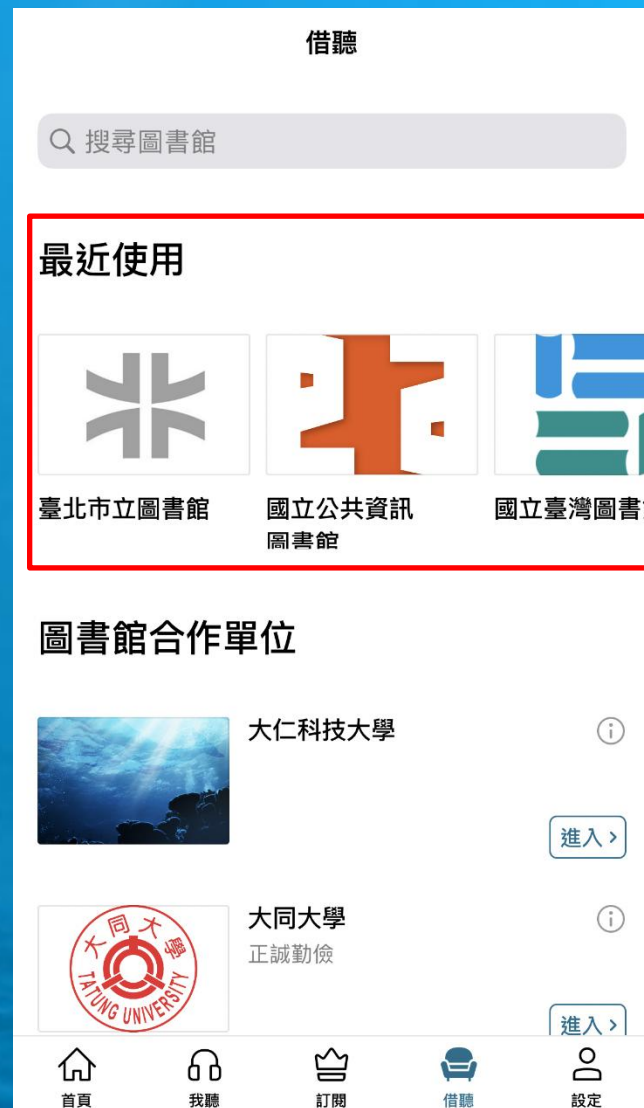 借聽
搜尋圖書館
最近使用
臺北市立圖書館
國立公共資訊
圖書館
國立臺灣圖書
圖書館合作單位
大仁科技大學
進入 >
大同大學
正誠勤儉
大同大學
TATUNG UNIVERSITY
進入 >
首頁
我聽
訂閱
借聽
設定